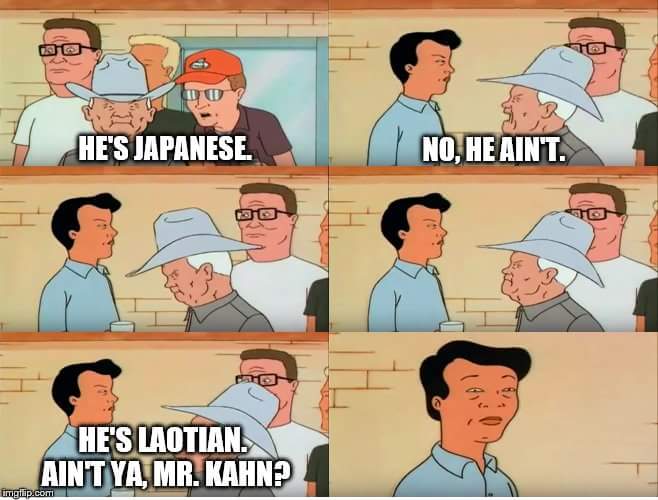 HE'S JAPANESE.
NO, HE AIN'T.
HE'S LAOTIAN.
AIN'T YA, MR. KAHN?
imgflip.com